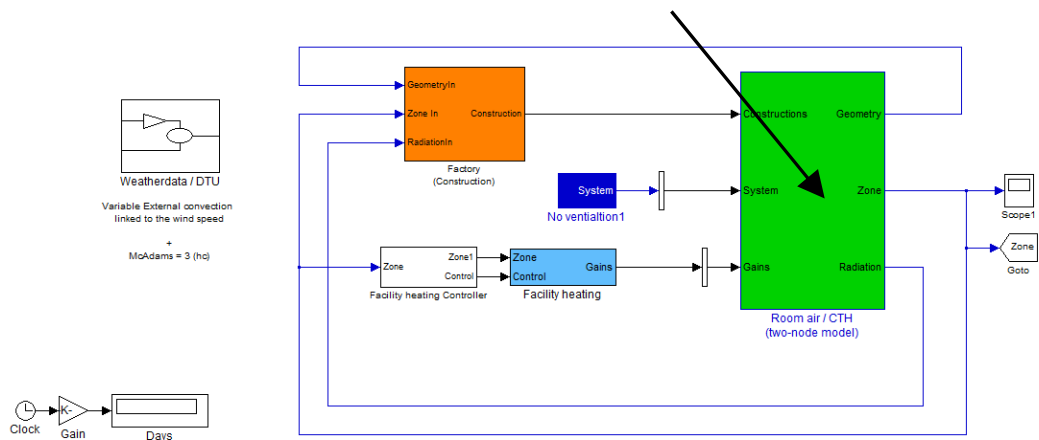 GeometryIn
Zone In
RadiationIn
Construction
Factory
(Construction)
Weatherdata / DTU
Variable External convection
linked to the wind speed
+
McAdams = 3 (hc)
System
No ventialtion1
Constructions
System
Gains
Geometry
Zone
Radiation
Room air / CTH
(two-node model)
Scope1
Zone
Goto
Zone
Zone1
Control
Facility heating Controller
Zone
Control
Gains
Facility heating
Clock
K-
Gain
Days